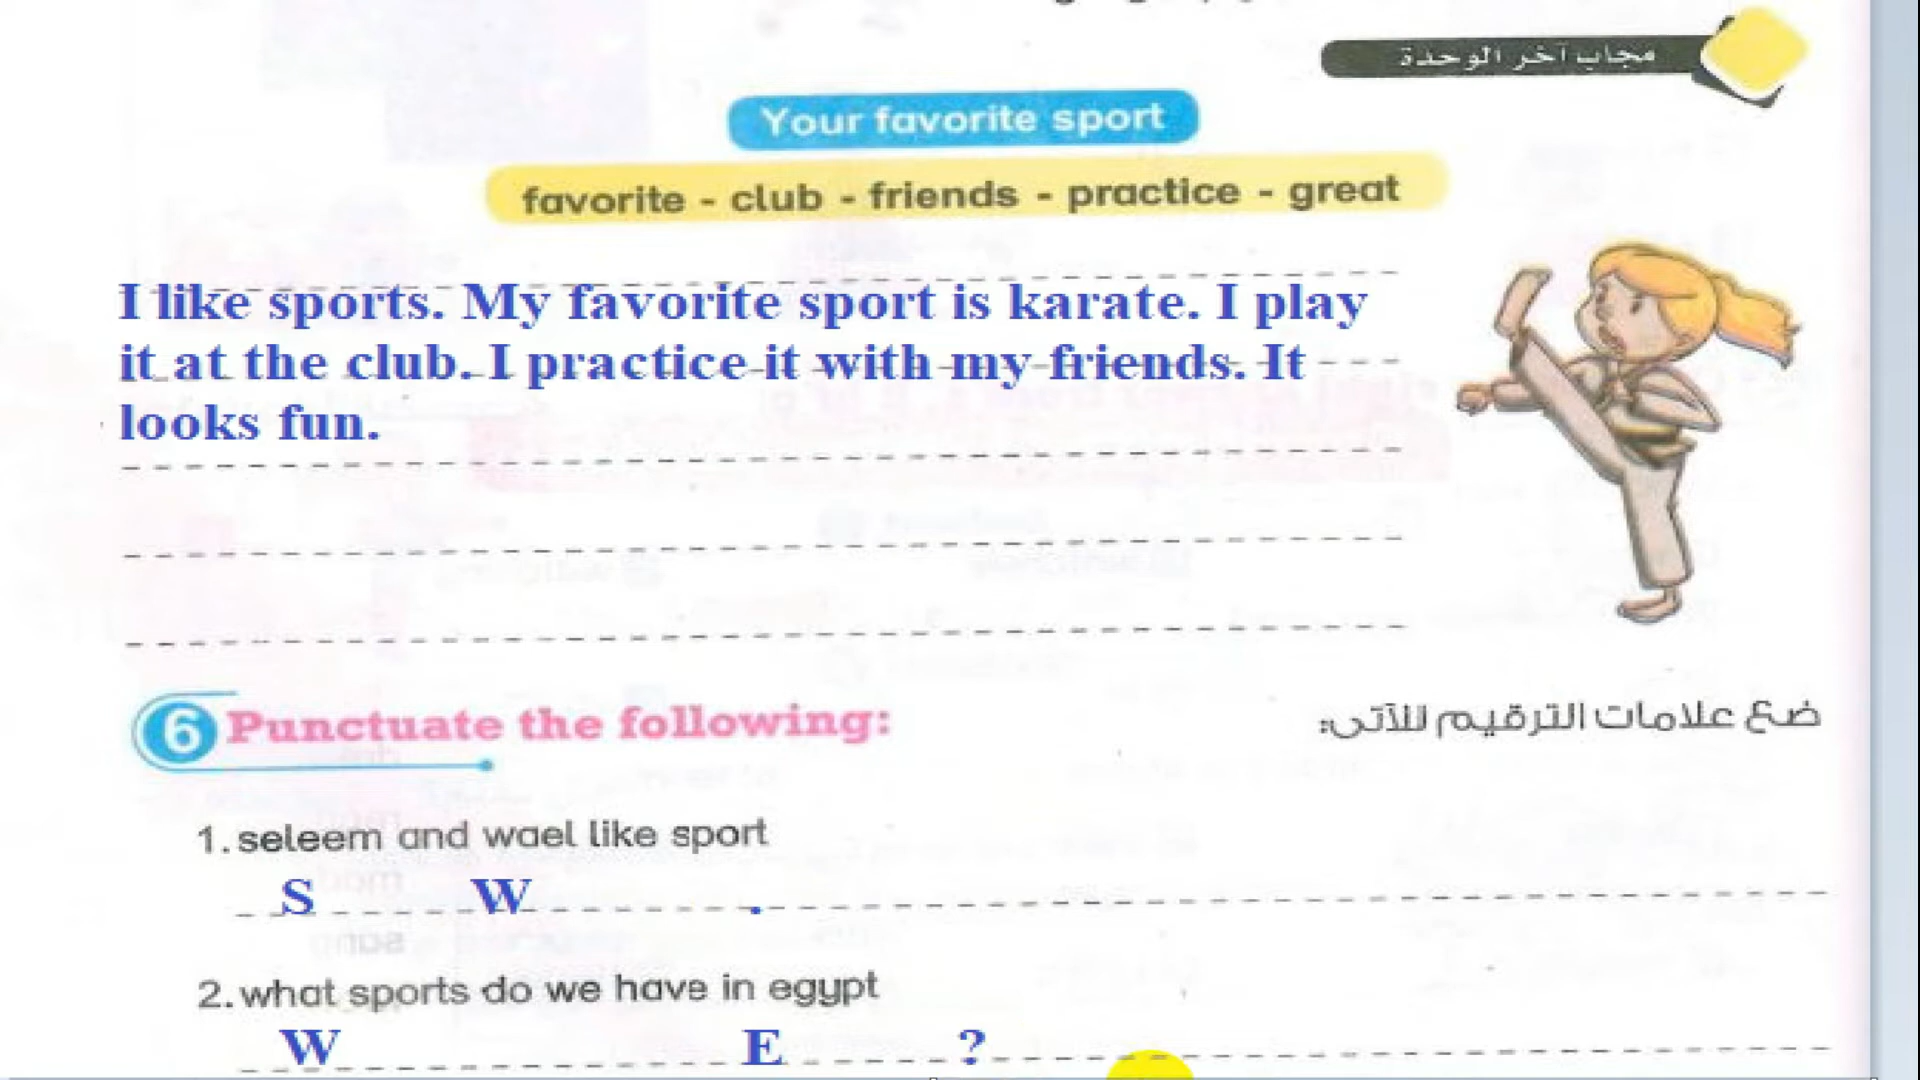 مجاب آخر الوحدة
Your favorite sport
favorite - club - friends - practice - great
I like sports. My favorite sport is karate. I play
it at the club. I practice it with my friends. It
looks fun.
6 Punctuate the following:
ضع علامات الترقيم للآتى:
1. seleem and wael like sport
S W .
2. what sports do we have in egypt
W E ?